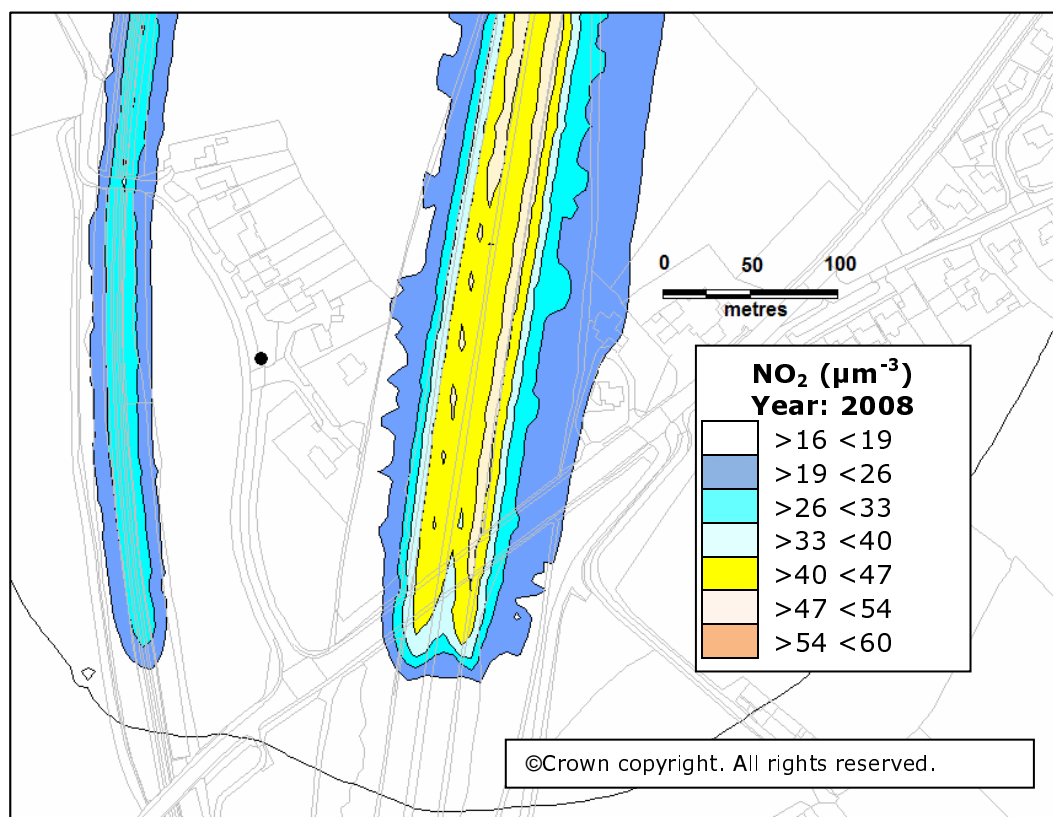 0 50 100
metres
NO₂ (µm⁻³)
Year: 2008
>16 <19
>19 <26
>26 <33
>33 <40
>40 <47
>47 <54
>54 <60
©Crown copyright. All rights reserved.